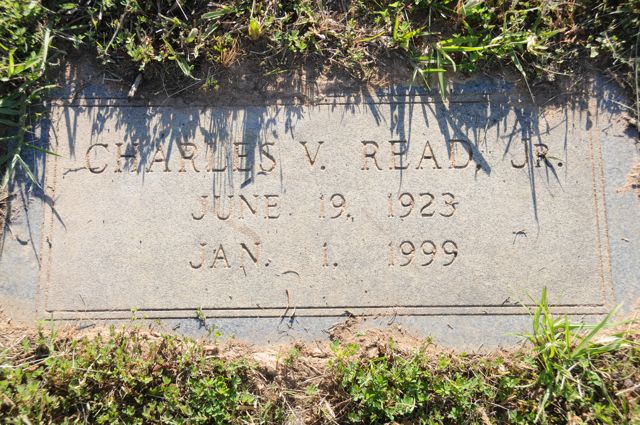 CHARLES V. READ, JR.
JUNE 19, 1923
JAN. 1, 1999